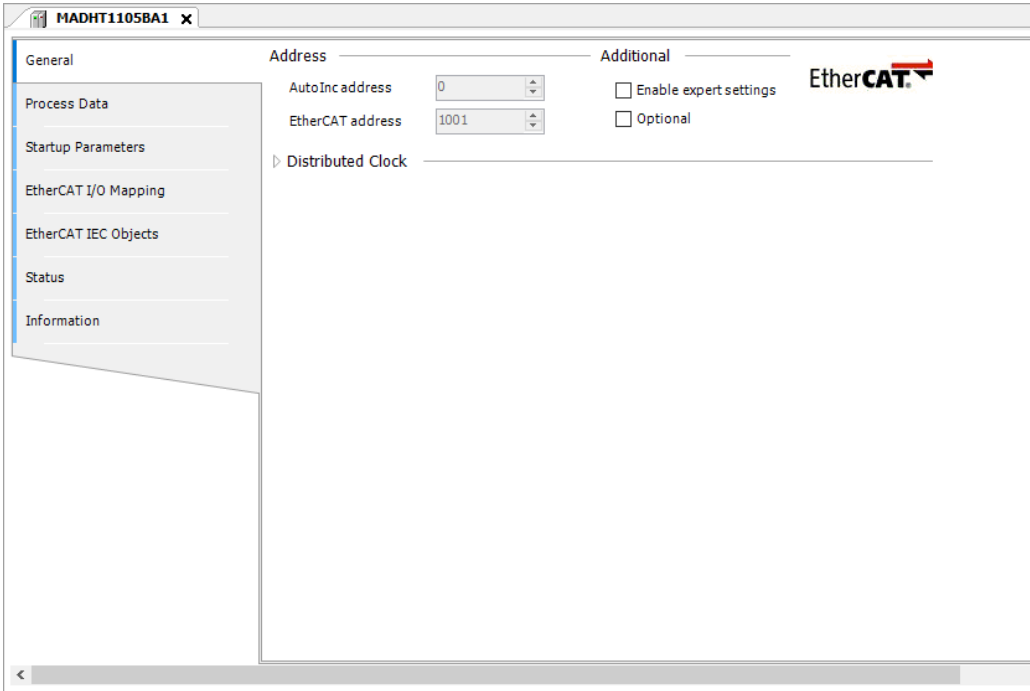 MADHT1105BA1
General
Process Data
Startup Parameters
EtherCAT I/O Mapping
EtherCAT IEC Objects
Status
Information
Address
AutoInc address 0
EtherCAT address 1001
Additional
Enable expert settings
Optional
EtherCAT
Distributed Clock